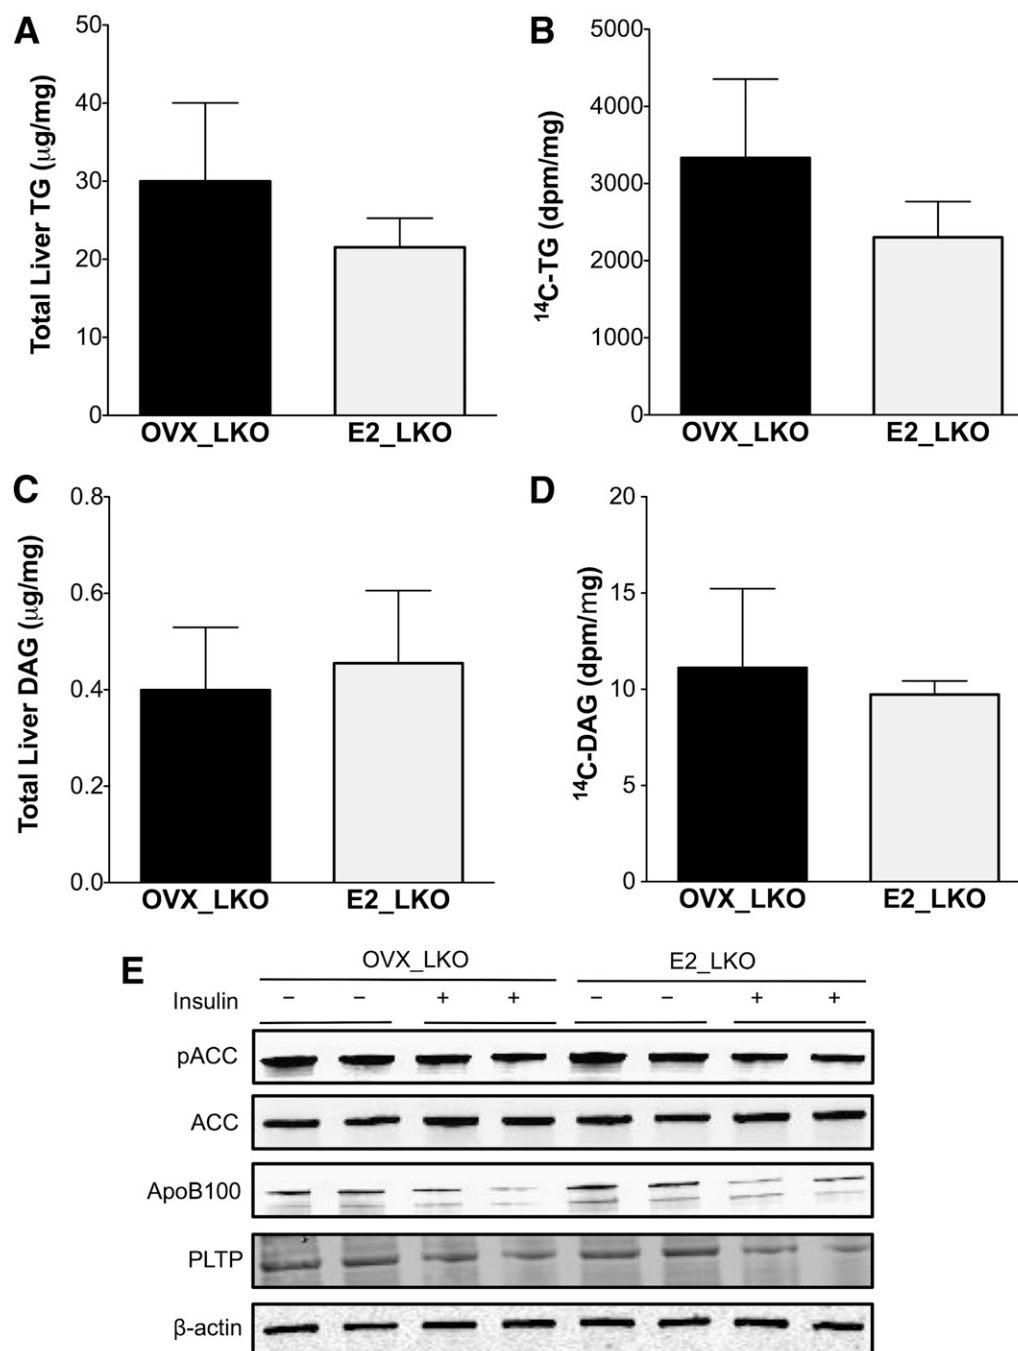 A
Total Liver TG (μg/mg)
50
40
30
20
10
0
OVX_LKO E2_LKO
B
¹⁴C-TG (dpm/mg)
5000
4000
3000
2000
1000
0
OVX_LKO E2_LKO
C
Total Liver DAG (μg/mg)
0.8
0.6
0.4
0.2
0.0
OVX_LKO E2_LKO
D
¹⁴C-DAG (dpm/mg)
20
15
10
5
0
OVX_LKO E2_LKO
E
OVX_LKO E2_LKO
Insulin − − + + − − + +
pACC
ACC
ApoB100
PLTP
β-actin